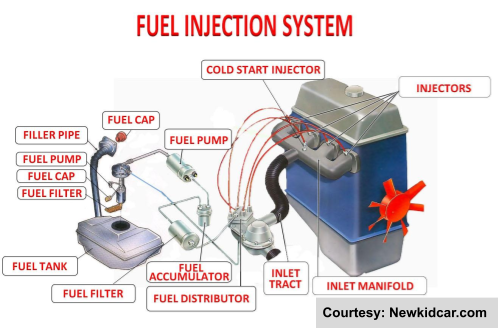 FUEL INJECTION SYSTEM
COLD START INJECTOR
INJECTORS
FUEL CAP
FILLER PIPE
FUEL PUMP
FUEL PUMP
FUEL CAP
FUEL FILTER
FUEL TANK
FUEL FILTER
FUEL
ACCUMULATOR
FUEL DISTRIBUTOR
INLET
TRACT
INLET MANIFOLD
Courtesy: Newkidcar.com